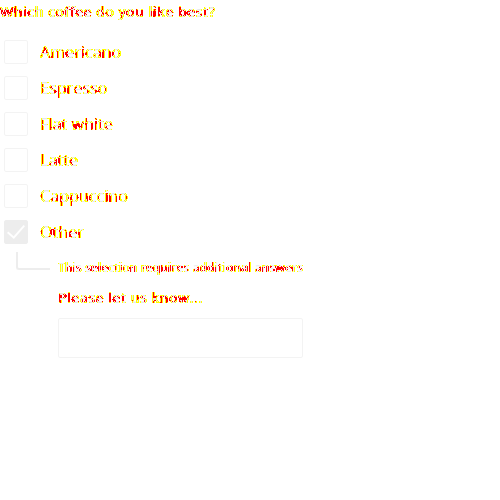 Which coffee do you like best?
Americano
Espresso
Flat white
Latte
Cappuccino
Other
This selection requires additional answers
Please let us know...